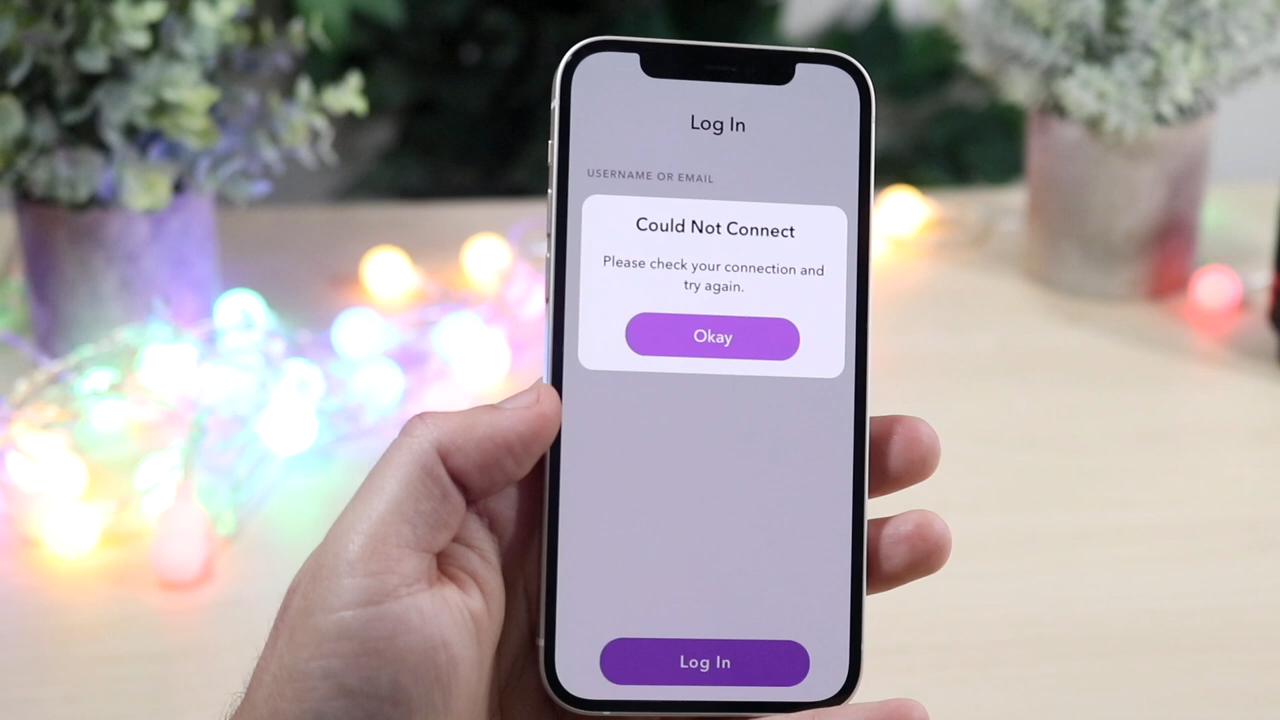 Log In
USERNAME OR EMAIL
Could Not Connect
Please check your connection and
try again.
Okay
Log In